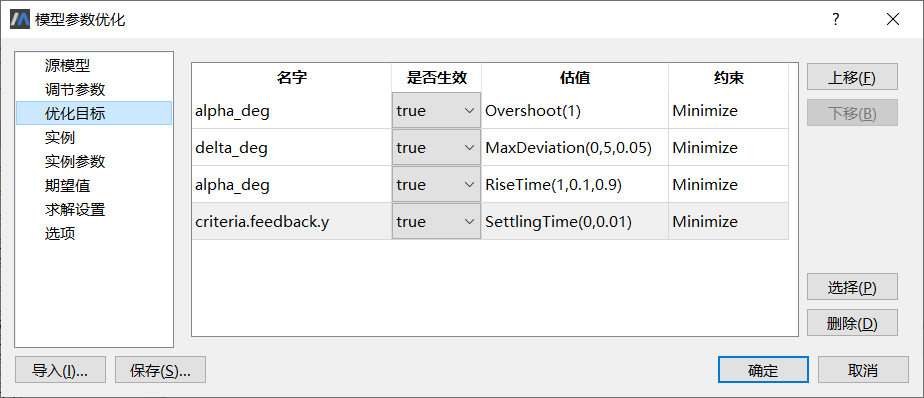 模型参数优化
源模型
调节参数
优化目标
实例
实例参数
期望值
求解设置
选项
名字 是否生效 估值 约束
alpha_deg true Overshoot(1) Minimize
delta_deg true MaxDeviation(0,5,0.05) Minimize
alpha_deg true RiseTime(1,0.1,0.9) Minimize
criteria.feedback.y true SettlingTime(0,0.01) Minimize
上移(F)
下移(B)
选择(P)
删除(D)
导入(I)... 保存(S)... 确定 取消